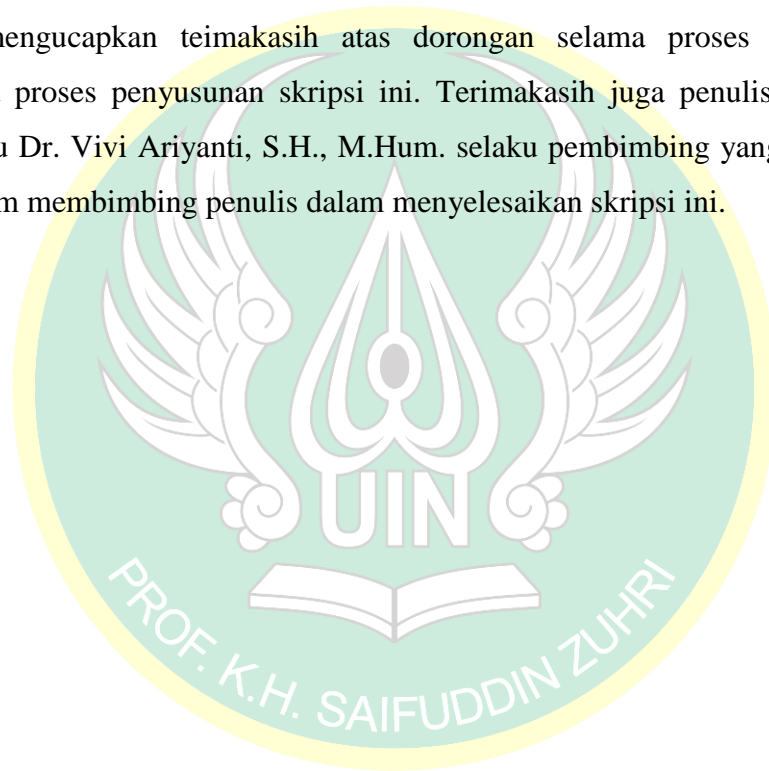 mengucapkan teimakasih atas dorongan selama proses
proses penyusunan skripsi ini. Terimakasih juga penulis
Dr. Vivi Ariyanti, S.H., M.Hum. selaku pembimbing yang
membimbing penulis dalam menyelesaikan skripsi ini.
UIN
PROF. K.H. SAIFUDDIN ZUHRI